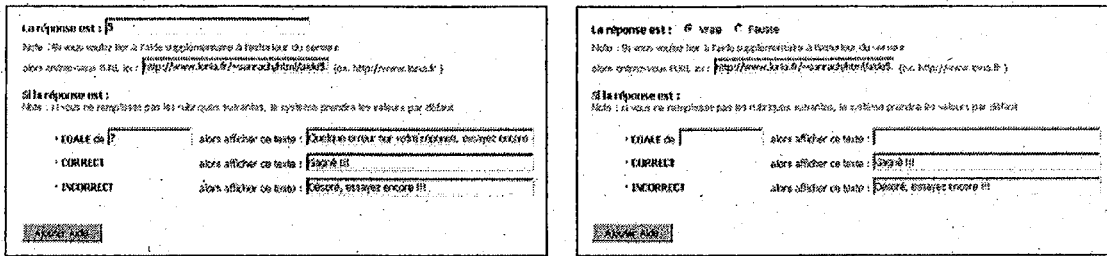 La réponse est : 5
Note : Si vous voulez lier à l'aide supplémentaire à l'extérieur du serveur
alors entrez-vous l'URL ici : http://www.loria.fr/ (ex. http://www.loria.fr )
Si la réponse est :
Note : si vous ne remplissez pas les rubriques suivantes, le système prendra les valeurs par défaut
EGALE de ? alors afficher ce texte : Quelque erreur sur votre réponse, essayez encore
CORRECT alors afficher ce texte : Gagné !!!
INCORRECT alors afficher ce texte : Désolé, essayez encore !!!
Aide
La réponse est : Vraie Fausse
Note : Si vous voulez lier à l'aide supplémentaire à l'extérieur du serveur
alors entrez-vous l'URL ici : http://www.loria.fr/ (ex. http://www.loria.fr )
Si la réponse est :
Note : si vous ne remplissez pas les rubriques suivantes, le système prendra les valeurs par défaut
EGALE de alors afficher ce texte :
CORRECT alors afficher ce texte : Gagné !!!
INCORRECT alors afficher ce texte : Désolé, essayez encore !!!
Aide